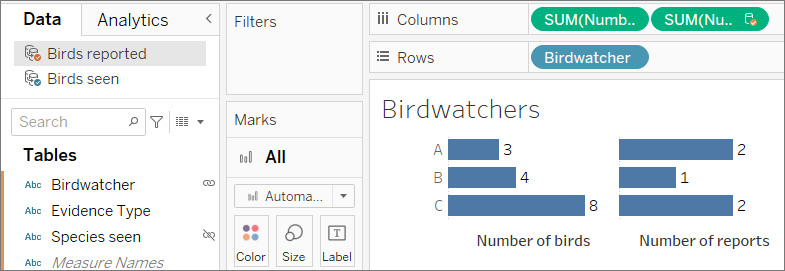 Data Analytics
Birds reported
Birds seen
Search
Tables
Abc Birdwatcher
Abc Evidence Type
Abc Species seen
Abc Measure Names
Filters
Marks
All
Automa...
Color Size Label
T
Columns SUM(Numb.. SUM(Nu..
Rows Birdwatcher
Birdwatchers
A 3 2
B 4 1
C 8 2
Number of birds Number of reports